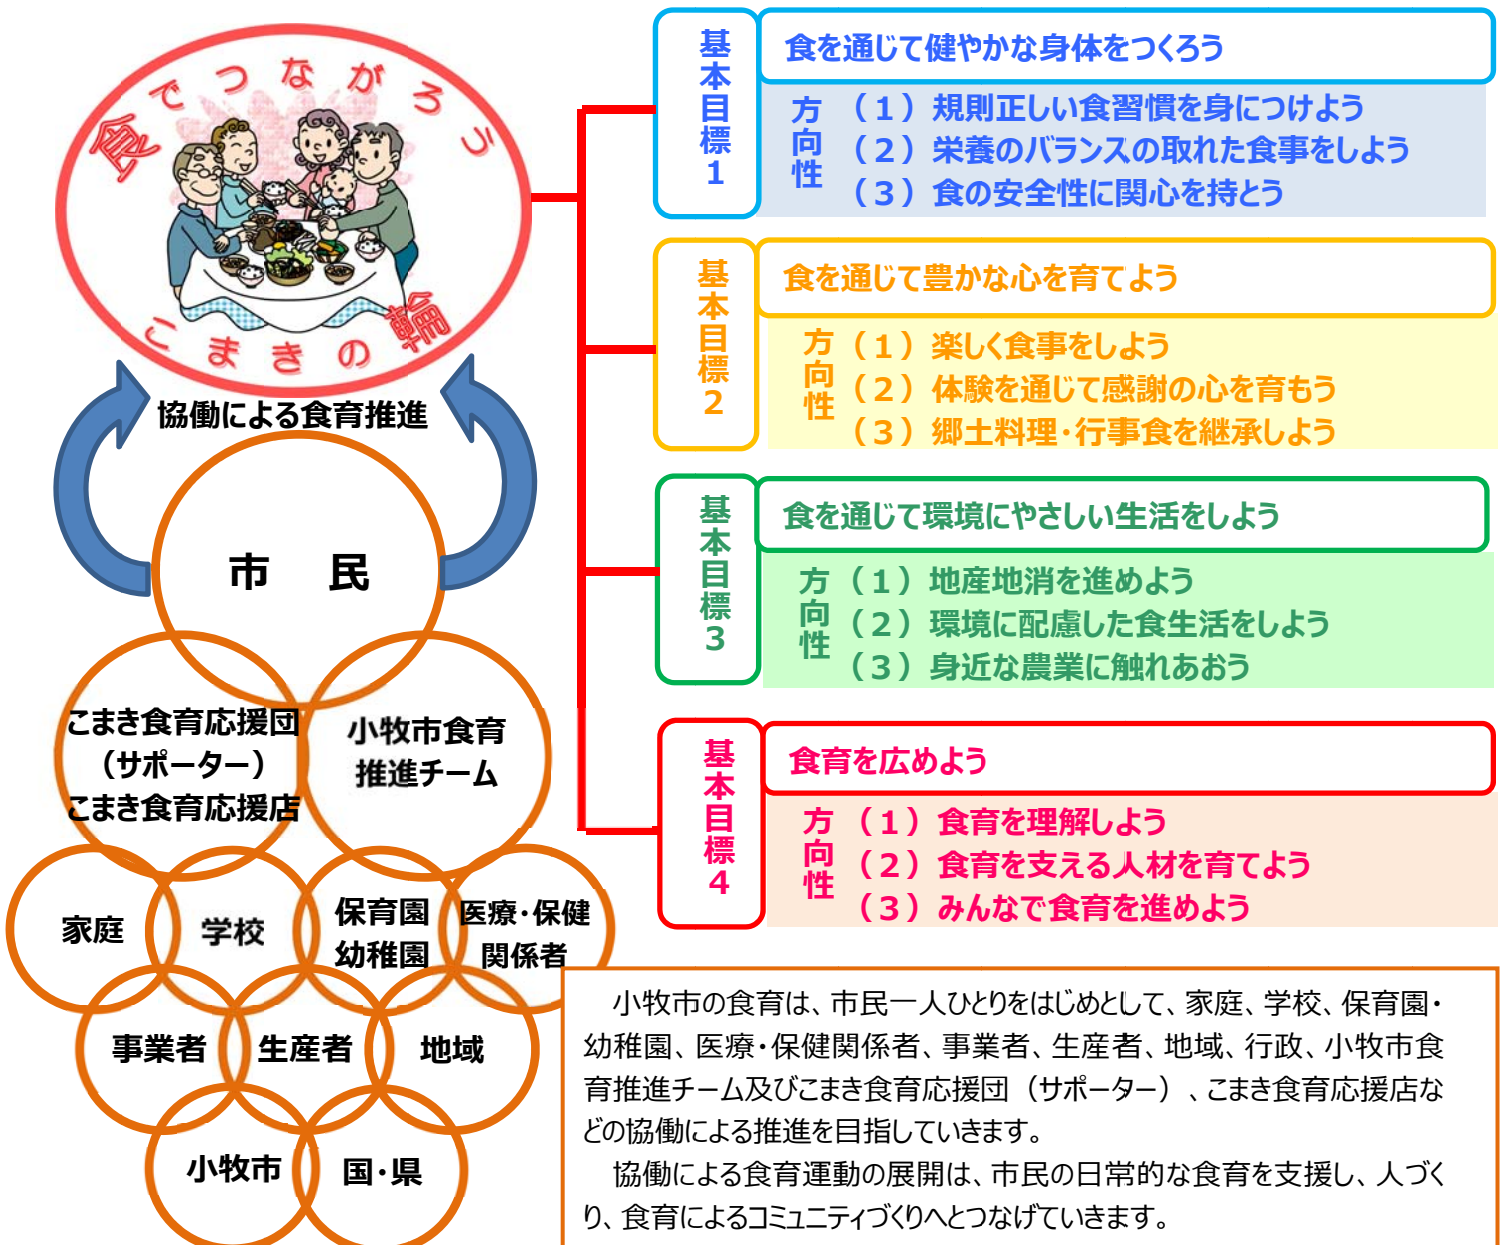 食でつながろう
こまきの輪
協働による食育推進
市 民
こまき食育応援団
（サポーター）
こまき食育応援店
小牧市食育
推進チーム
家庭
学校
保育園
幼稚園
医療・保健
関係者
事業者
生産者
地域
小牧市
国・県
基本目標１
食を通じて健やかな身体をつくろう
方向性
（１）規則正しい食習慣を身につけよう
（２）栄養のバランスの取れた食事をしよう
（３）食の安全性に関心を持とう
基本目標２
食を通じて豊かな心を育てよう
方向性
（１）楽しく食事をしよう
（２）体験を通じて感謝の心を育もう
（３）郷土料理・行事食を継承しよう
基本目標３
食を通じて環境にやさしい生活をしよう
方向性
（１）地産地消を進めよう
（２）環境に配慮した食生活をしよう
（３）身近な農業に触れあおう
基本目標４
食育を広めよう
方向性
（１）食育を理解しよう
（２）食育を支える人材を育てよう
（３）みんなで食育を進めよう
小牧市の食育は、市民一人ひとりをはじめとして、家庭、学校、保育園・
幼稚園、医療・保健関係者、事業者、生産者、地域、行政、小牧市食
育推進チーム及びこまき食育応援団（サポーター）、こまき食育応援店な
どの協働による推進を目指していきます。
協働による食育運動の展開は、市民の日常的な食育を支援し、人づく
り、食育によるコミュニティづくりへとつなげていきます。